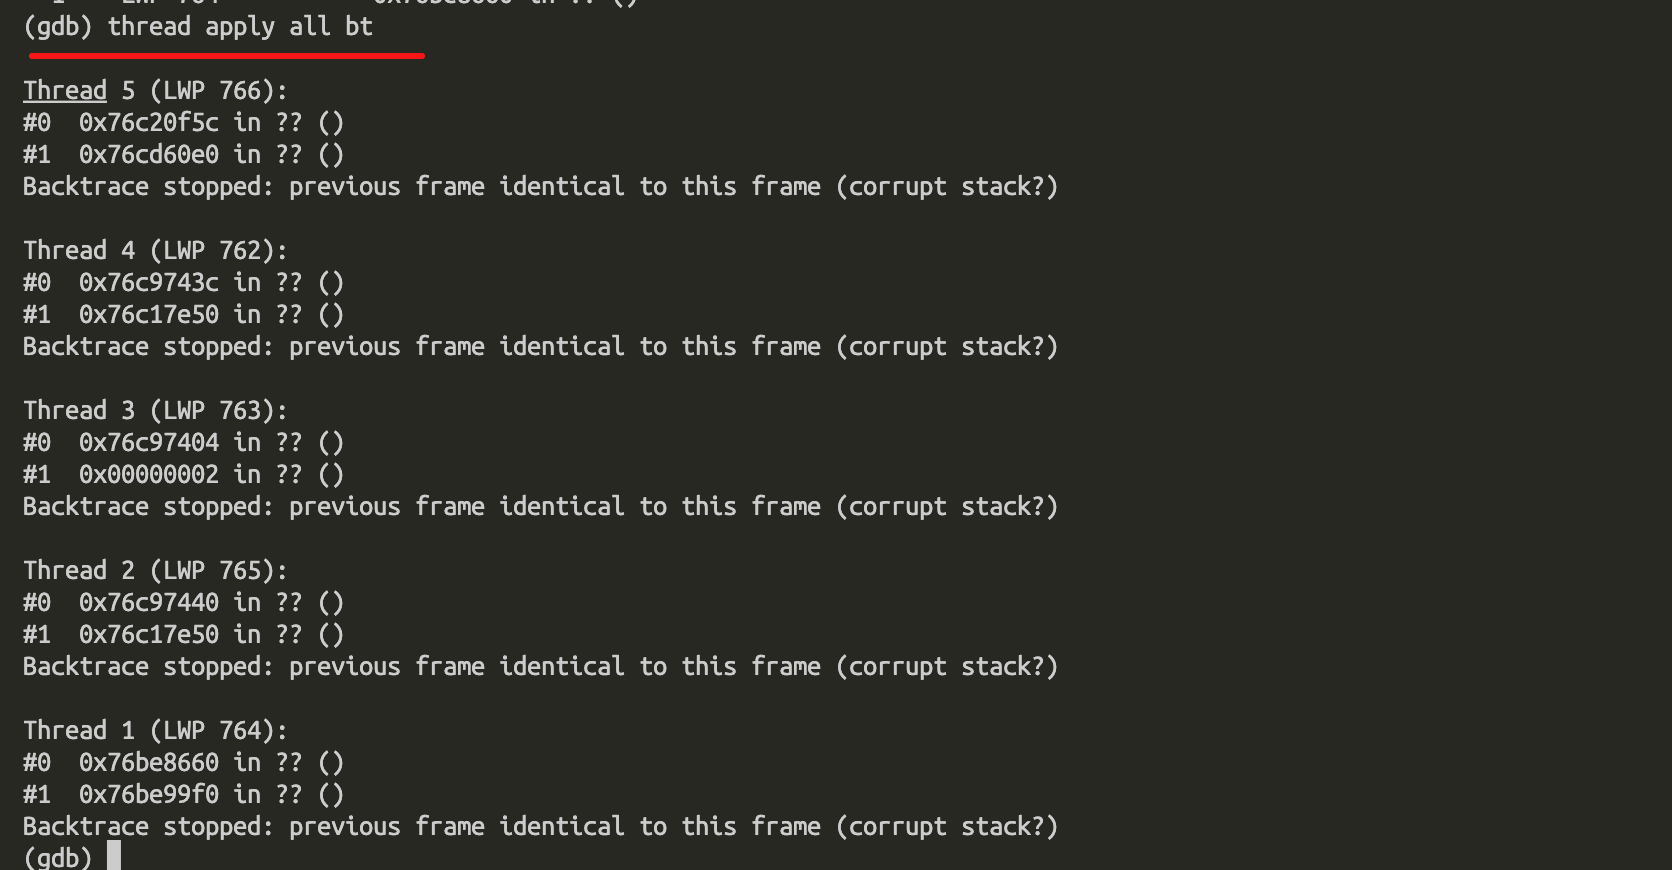 (gdb) thread apply all bt
Thread 5 (LWP 766):
#0  0x76c20f5c in ?? ()
#1  0x76cd60e0 in ?? ()
Backtrace stopped: previous frame identical to this frame (corrupt stack?)
Thread 4 (LWP 762):
#0  0x76c9743c in ?? ()
#1  0x76c17e50 in ?? ()
Backtrace stopped: previous frame identical to this frame (corrupt stack?)
Thread 3 (LWP 763):
#0  0x76c97404 in ?? ()
#1  0x00000002 in ?? ()
Backtrace stopped: previous frame identical to this frame (corrupt stack?)
Thread 2 (LWP 765):
#0  0x76c97440 in ?? ()
#1  0x76c17e50 in ?? ()
Backtrace stopped: previous frame identical to this frame (corrupt stack?)
Thread 1 (LWP 764):
#0  0x76be8660 in ?? ()
#1  0x76be99f0 in ?? ()
Backtrace stopped: previous frame identical to this frame (corrupt stack?)
(gdb)